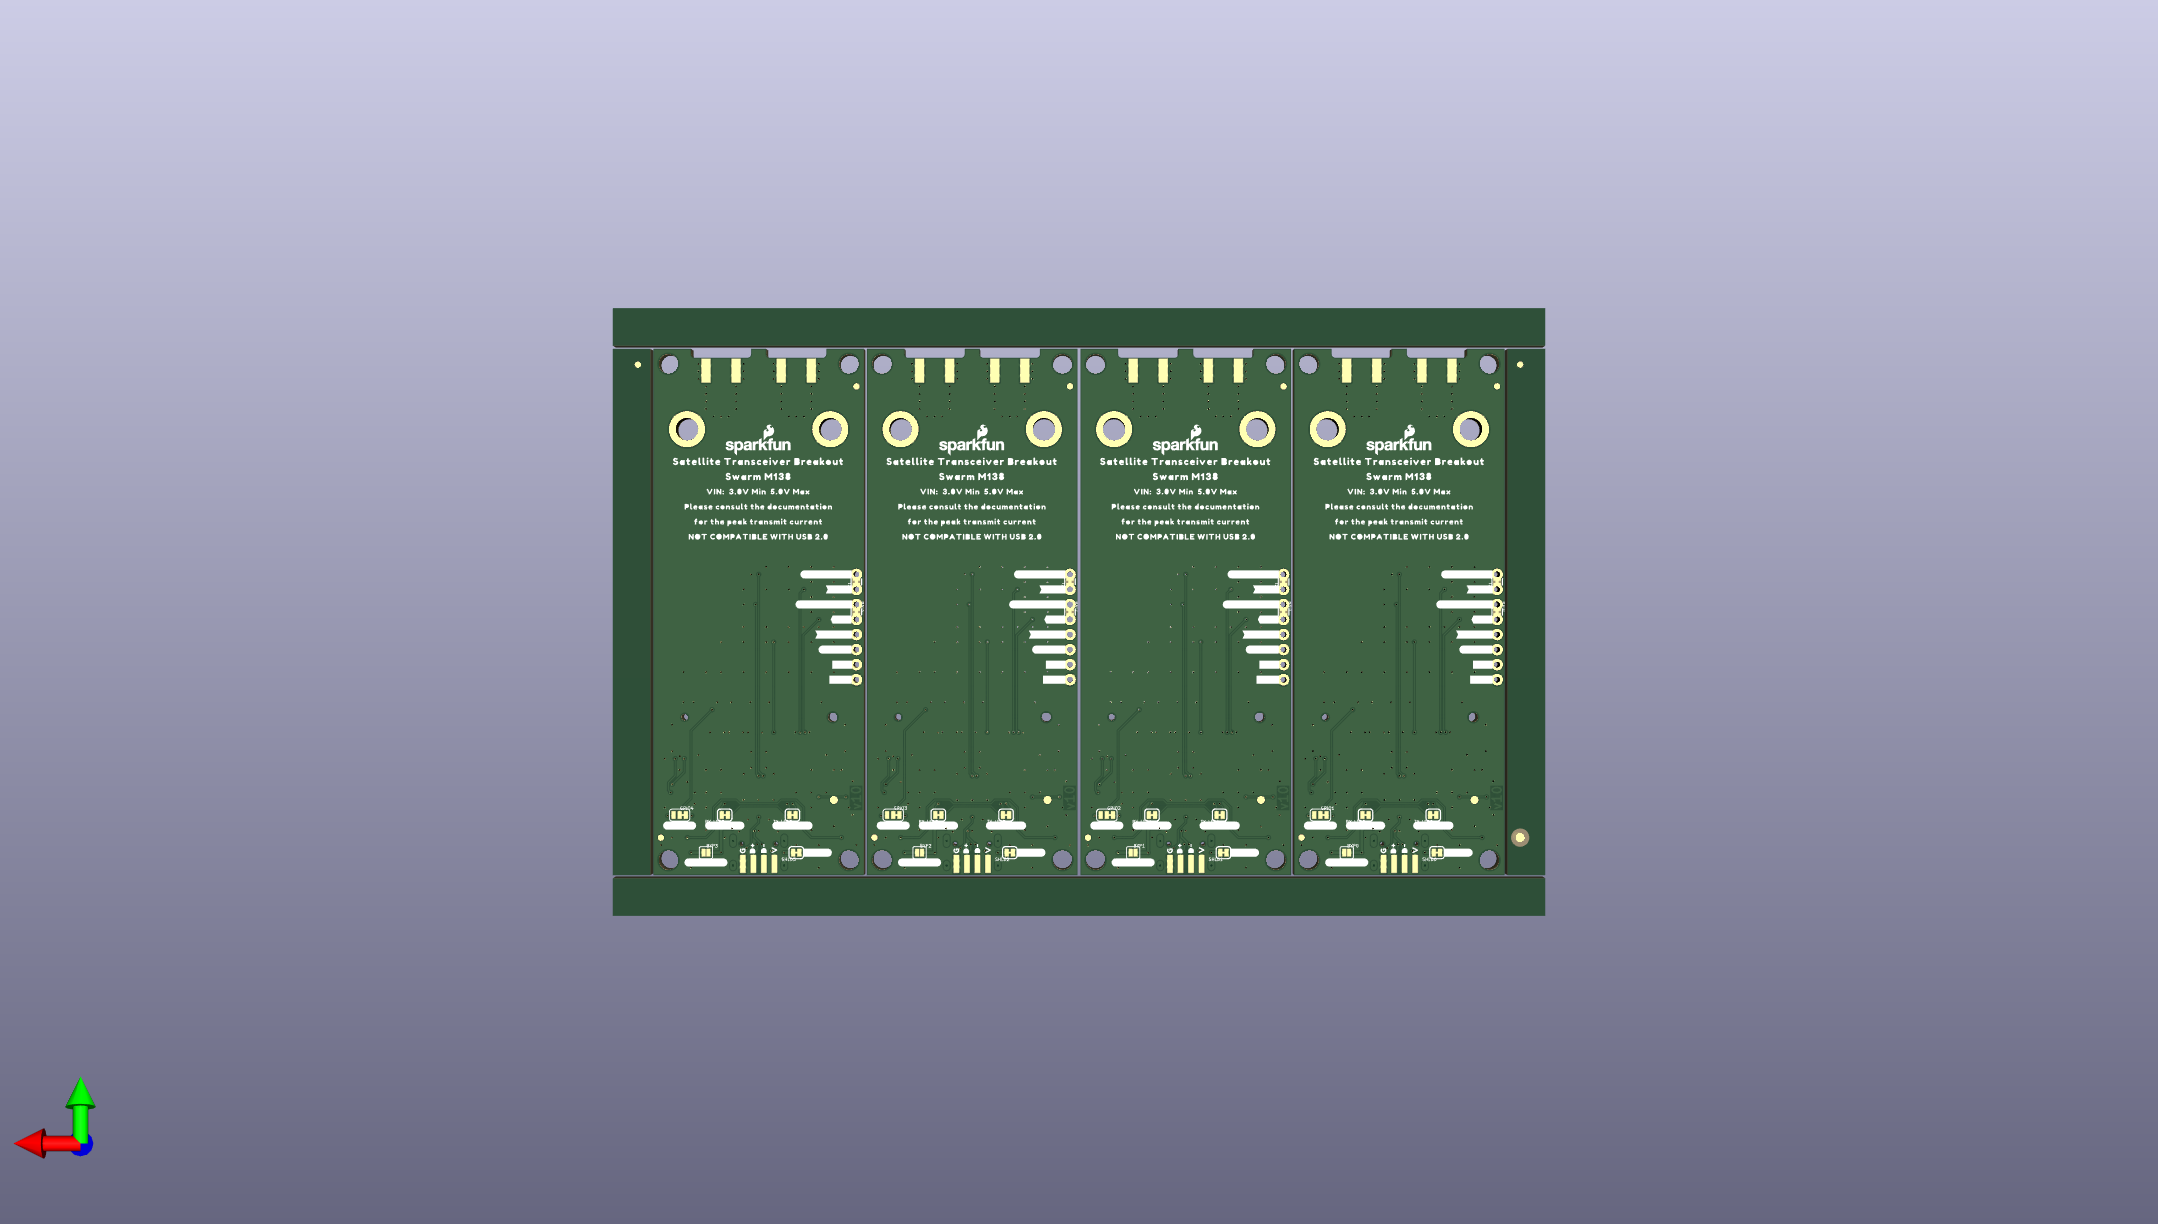 sparkfun
Satellite Transceiver Breakout
Swarm M138
VIN: 3.0V Min 5.0V Max
Please consult the documentation
for the peak transmit current
NOT COMPATIBLE WITH USB 2.0
sparkfun
Satellite Transceiver Breakout
Swarm M138
VIN: 3.0V Min 5.0V Max
Please consult the documentation
for the peak transmit current
NOT COMPATIBLE WITH USB 2.0
sparkfun
Satellite Transceiver Breakout
Swarm M138
VIN: 3.0V Min 5.0V Max
Please consult the documentation
for the peak transmit current
NOT COMPATIBLE WITH USB 2.0
sparkfun
Satellite Transceiver Breakout
Swarm M138
VIN: 3.0V Min 5.0V Max
Please consult the documentation
for the peak transmit current
NOT COMPATIBLE WITH USB 2.0